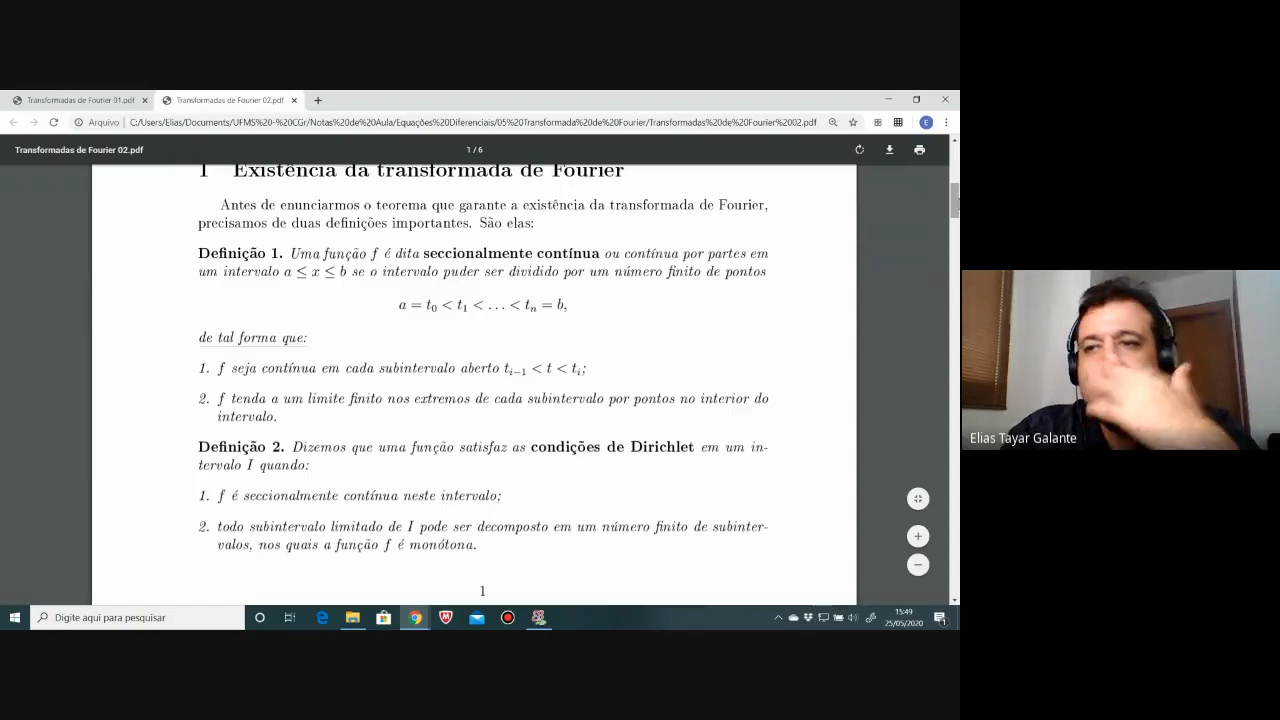 Transformadas de Fourier 01.pdf
Transformadas de Fourier 02.pdf
Arquivo
C:/Users/Elias/Documents/UFMS%20-%20CGr/Notas%20de%20Aula/Equações%20Diferenciais/05%20Transformada%20de%20Fourier/Transformadas%20de%20Fourier%2002.pdf
E
Transformadas de Fourier 02.pdf
1 / 6
1 Existência da transformada de Fourier
Antes de enunciarmos o teorema que garante a existência da transformada de Fourier,
precisamos de duas definições importantes. São elas:
Definição 1. Uma função f é dita seccionalmente contínua ou contínua por partes em
um intervalo a ≤ x ≤ b se o intervalo puder ser dividido por um número finito de pontos
a = t₀ < t₁ < … < tₙ = b,
de tal forma que:
1. f seja contínua em cada subintervalo aberto tᵢ₋₁ < t < tᵢ;
2. f tenda a um limite finito nos extremos de cada subintervalo por pontos no interior do
intervalo.
Definição 2. Dizemos que uma função satisfaz as condições de Dirichlet em um in-
tervalo I quando:
1. f é seccionalmente contínua neste intervalo;
2. todo subintervalo limitado de I pode ser decomposto em um número finito de subinter-
valos, nos quais a função f é monótona.
1
Elias Tayar Galante
Digite aqui para pesquisar
15:49
25/05/2020
1